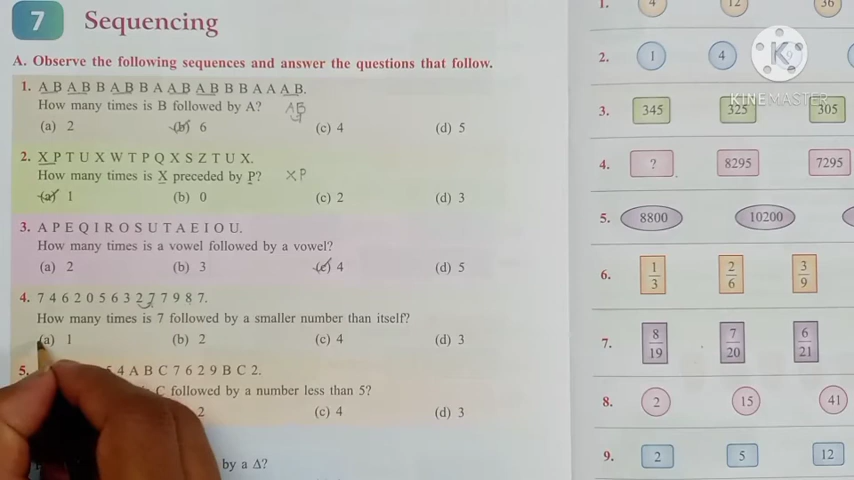 7 Sequencing
A. Observe the following sequences and answer the questions that follow.
1. A B A B B A B B A A B A B B B A A A B.
How many times is B followed by A? AB
(a) 2 (b) 6 (c) 4 (d) 5
2. X P T U X W T P Q X S Z T U X.
How many times is X preceded by P? XP
(a) 1 (b) 0 (c) 2 (d) 3
3. A P E Q I R O S U T A E I O U.
How many times is a vowel followed by a vowel?
(a) 2 (b) 3 (c) 4 (d) 5
4. 7 4 6 2 0 5 6 3 2 7 7 9 8 7.
How many times is 7 followed by a smaller number than itself?
(a) 1 (b) 2 (c) 4 (d) 3
5. 4 A B C 7 6 2 9 B C 2.
C followed by a number less than 5?
2 (c) 4 (d) 3
by a Δ?
1. 4 12 36
2. 1 4 9
KINEMASTER
3. 345 325 305
4. ? 8295 7295
5. 8800 10200
6. 1/3 2/6 3/9
7. 8/19 7/20 6/21
8. 2 15 41
9. 2 5 12